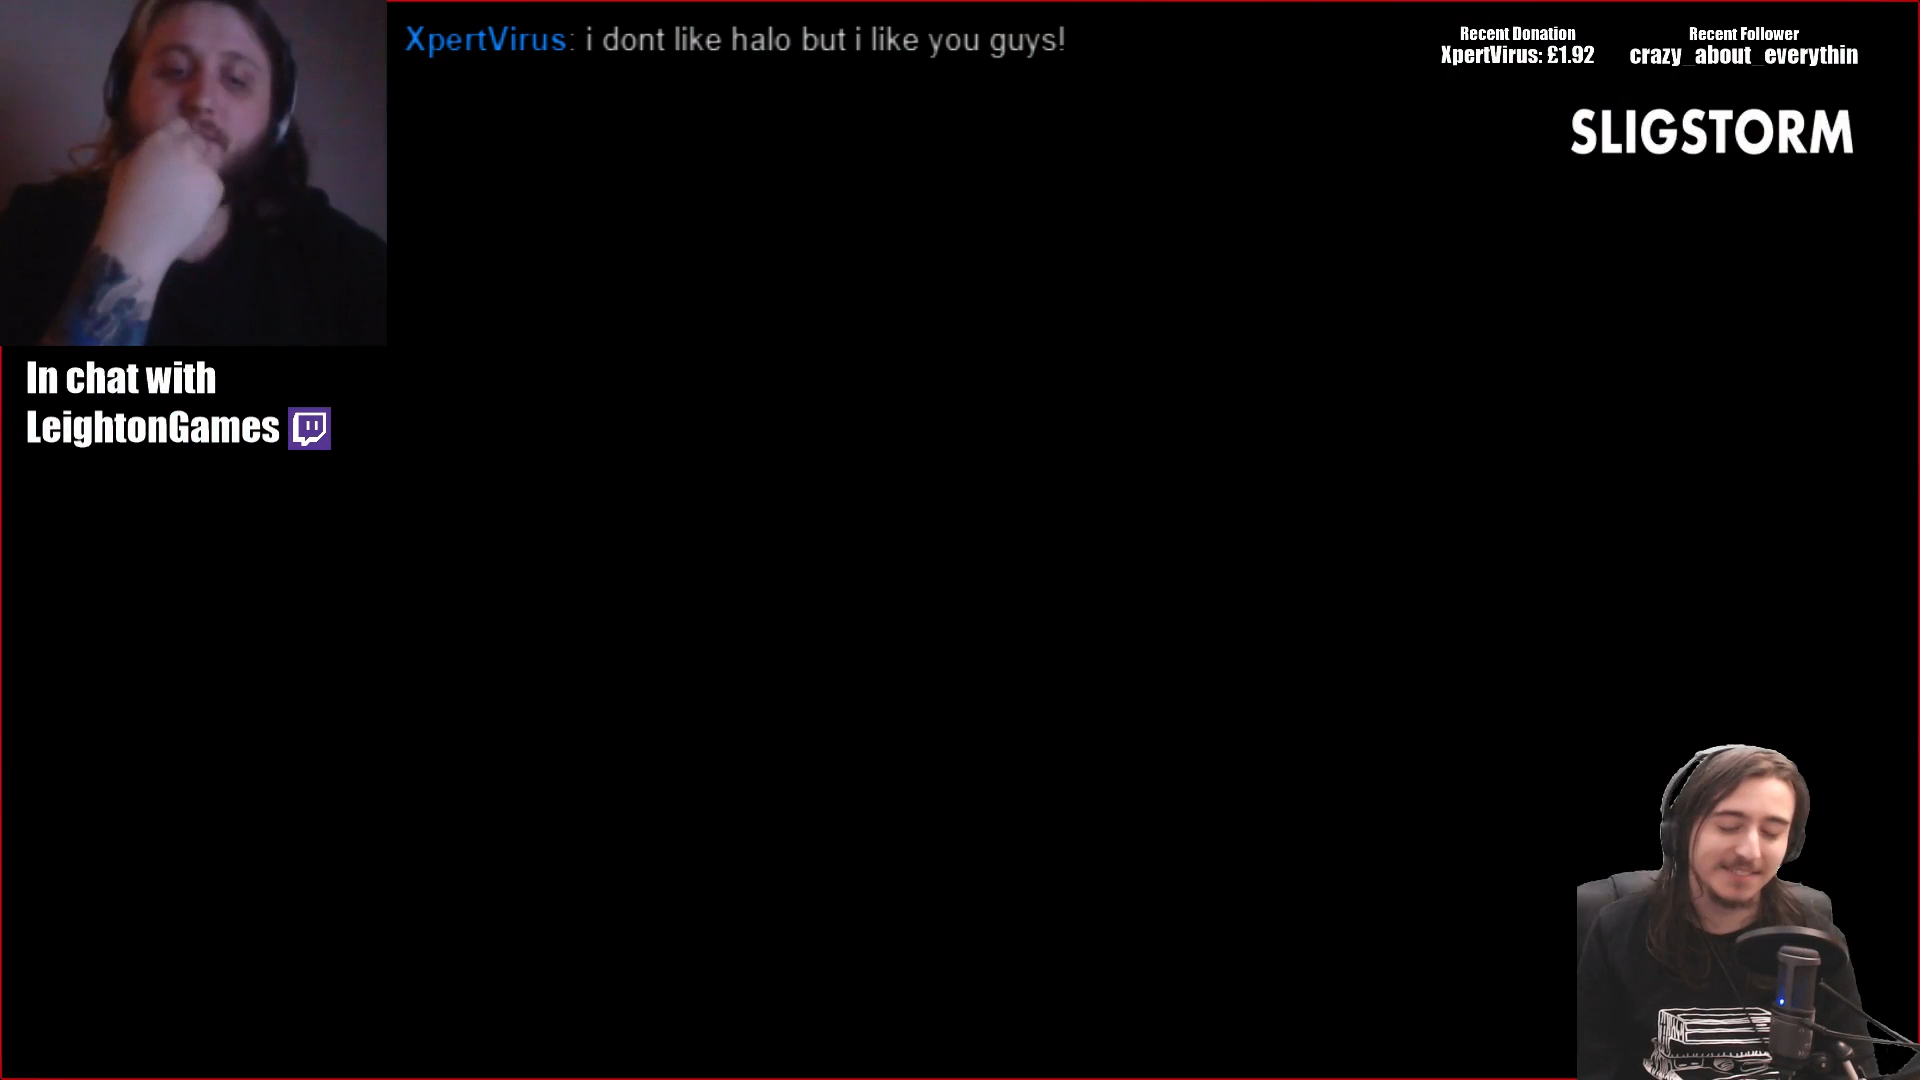 XpertVirus: i dont like halo but i like you guys!
Recent Donation
XpertVirus: £1.92
Recent Follower
crazy_about_everythin
SLIGSTORM
In chat with
LeightonGames